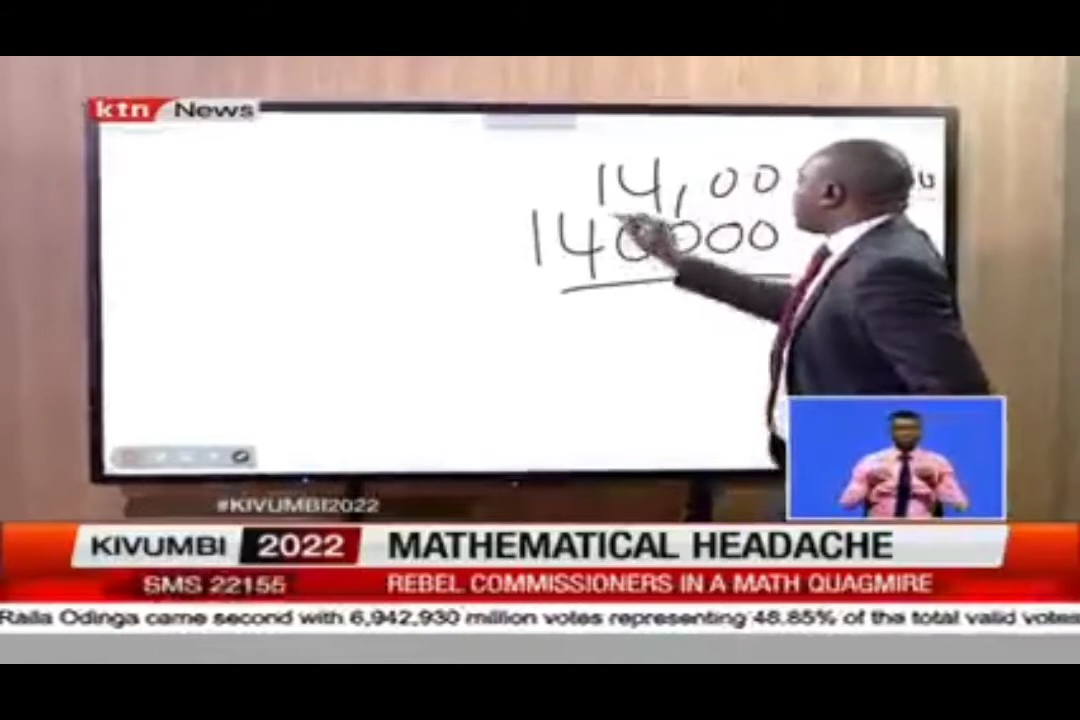 ktn News
14,00
140000
#KIVUMBI2022
KIVUMBI 2022 MATHEMATICAL HEADACHE
SMS 22155 REBEL COMMISSIONERS IN A MATH QUAGMIRE
Raila Odinga came second with 6,942,930 million votes representing 48.85% of the total valid votes